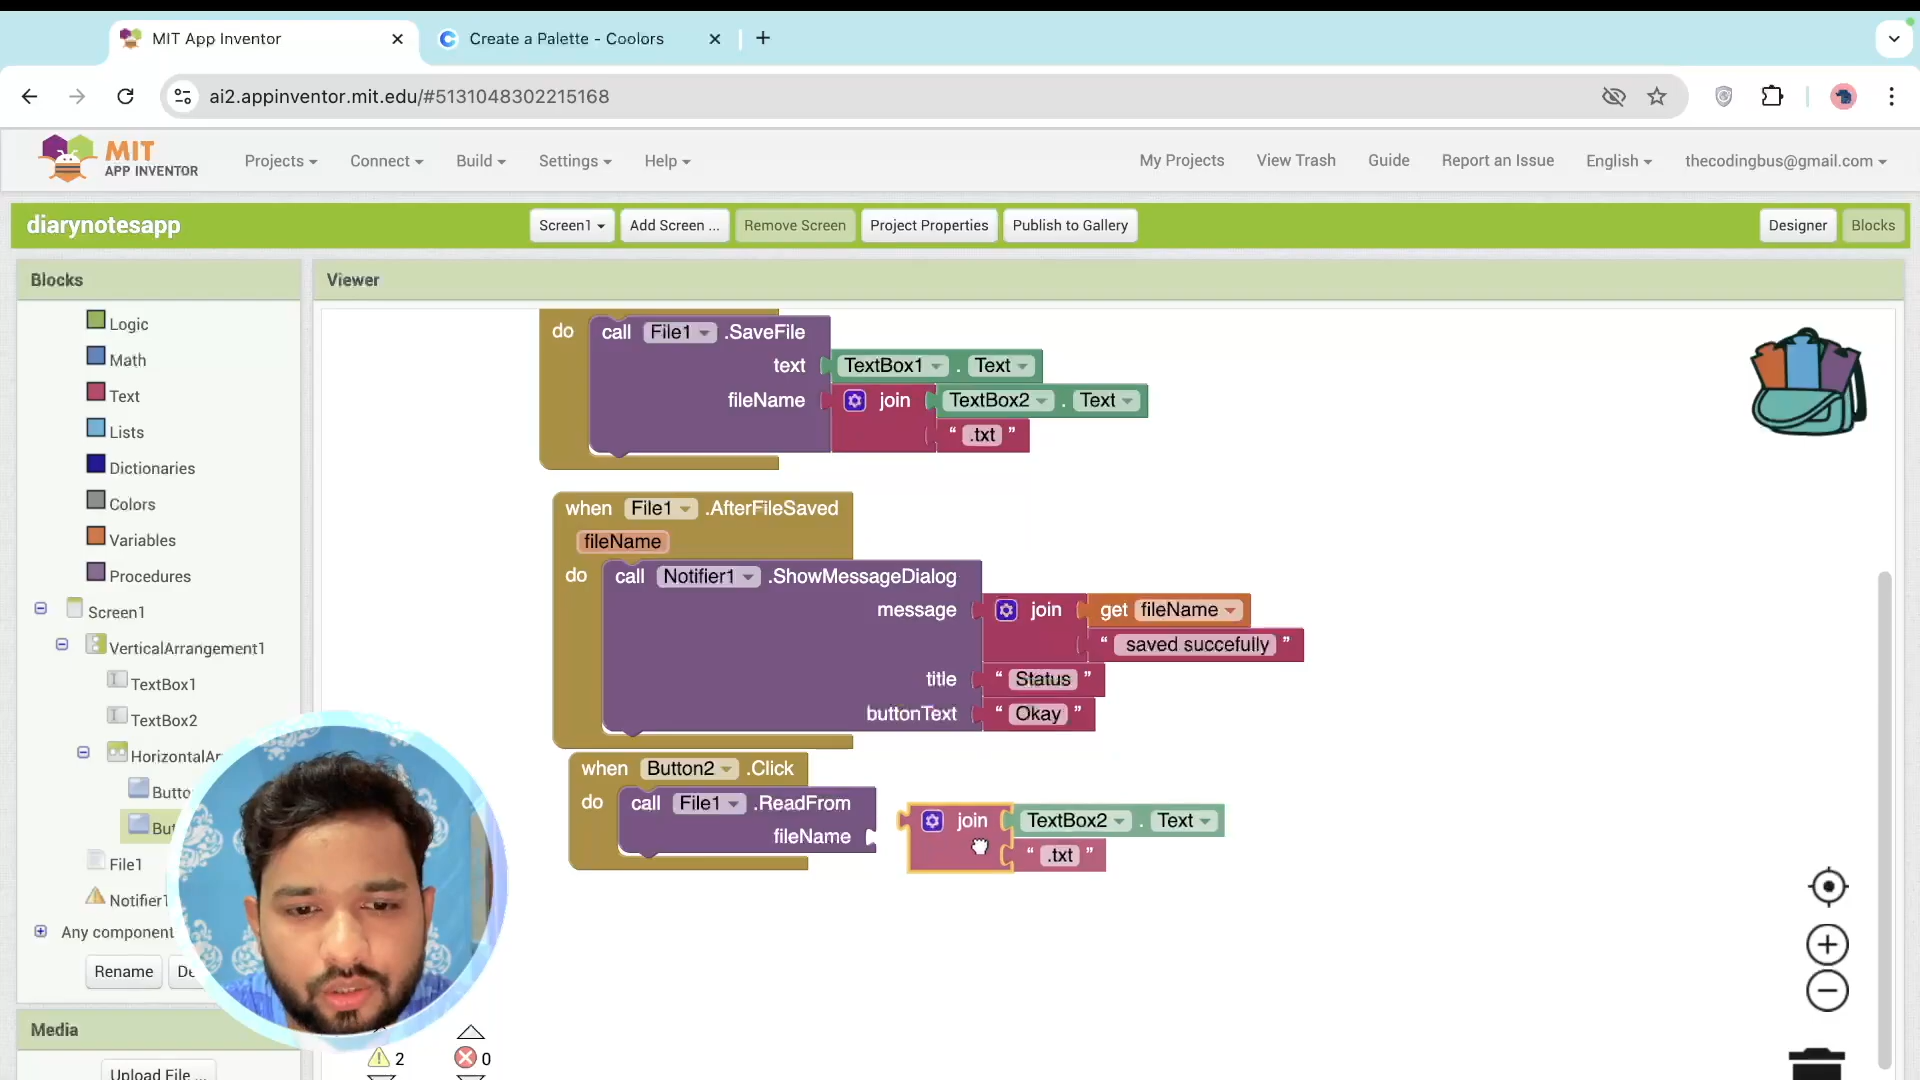 MIT App Inventor
Create a Palette - Coolors
ai2.appinventor.mit.edu/#5131048302215168
MIT
APP INVENTOR
Projects
Connect
Build
Settings
Help
My Projects
View Trash
Guide
Report an Issue
English
thecodingbus@gmail.com
diarynotesapp
Screen1
Add Screen ...
Remove Screen
Project Properties
Publish to Gallery
Designer
Blocks
Blocks
Viewer
Logic
Math
Text
Lists
Dictionaries
Colors
Variables
Procedures
Screen1
VerticalArrangement1
TextBox1
TextBox2
HorizontalAr
Butto
But
File1
Notifier1
Any component
Rename
De
Media
Upload File ...
do call File1 .SaveFile
text TextBox1 . Text
fileName join TextBox2 . Text
“ .txt ”
when File1 .AfterFileSaved
fileName
do call Notifier1 .ShowMessageDialog
message join get fileName
“ saved succefully ”
title “ Status ”
buttonText “ Okay ”
when Button2 .Click
do call File1 .ReadFrom
fileName
join TextBox2 . Text
“ .txt ”
2
0